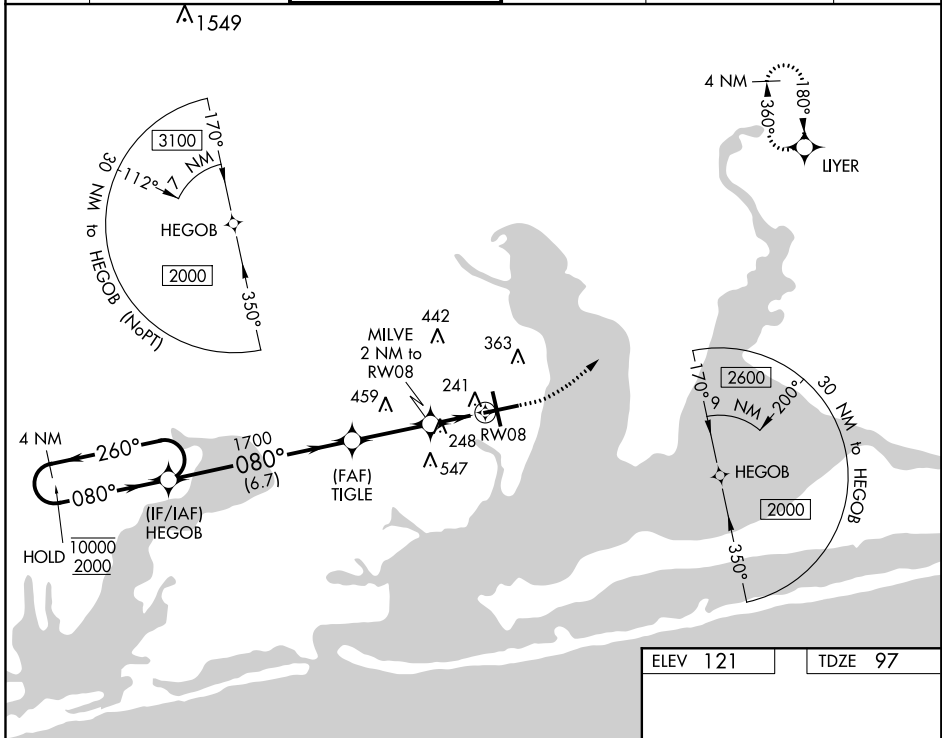 1549
4 NM
360°
180°
LIYER
3100
170°
112°
7 NM
30 NM to HEGOB (NoPT)
HEGOB
2000
350°
442
MILVE
2 NM to
RW08
363
459
241
248
RW08
547
2600
170°
9 NM
200°
30 NM to HEGOB
HEGOB
2000
350°
4 NM
260°
080°
1700
080°
(6.7)
(FAF)
TIGLE
(IF/IAF)
HEGOB
HOLD
10000
2000
ELEV 121
TDZE 97